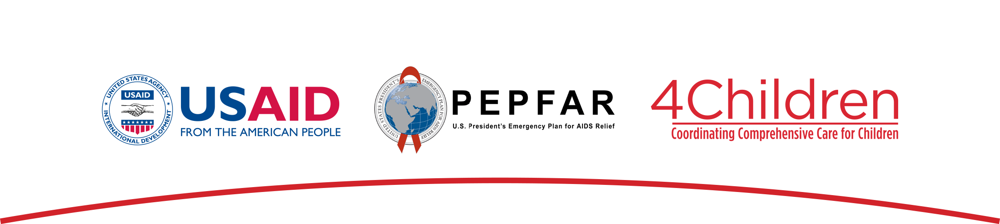 UNITED STATES AGENCY
USAID
INTERNATIONAL DEVELOPMENT
USAID
FROM THE AMERICAN PEOPLE
UNITED STATES PRESIDENT'S EMERGENCY PLAN FOR AIDS RELIEF
PEPFAR
U.S. President's Emergency Plan for AIDS Relief
4Children
Coordinating Comprehensive Care for Children